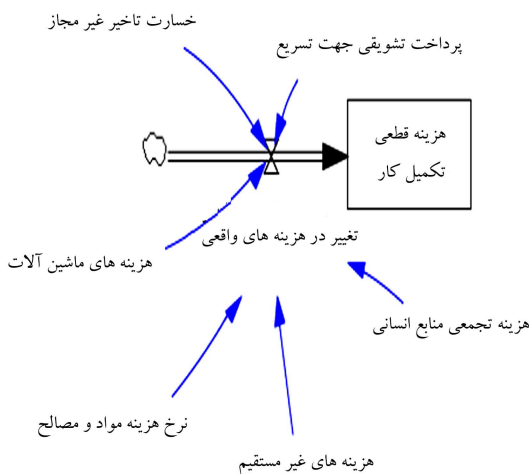 خسارت تاخیر غیر مجاز
پرداخت تشویقی جهت تسریع
هزینه قطعی
تکمیل کار
تغییر در هزینه های واقعی
هزینه های ماشین آلات
هزینه تجمعی منابع انسانی
نرخ هزینه مواد و مصالح
هزینه های غیر مستقیم